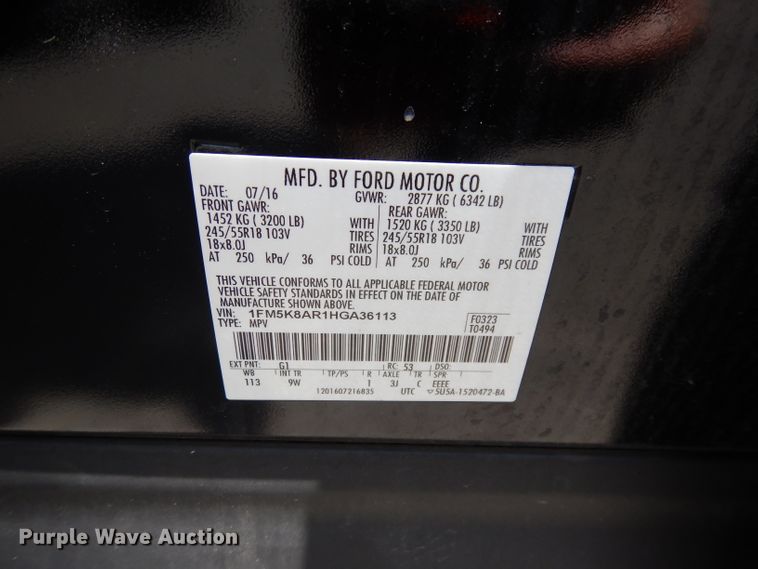 MFD. BY FORD MOTOR CO.
DATE: 07/16 GVWR: 2877 KG ( 6342 LB)
FRONT GAWR: REAR GAWR:
1452 KG ( 3200 LB) WITH 1520 KG ( 3350 LB) WITH
245/55R18 103V TIRES 245/55R18 103V TIRES
18x8.0J RIMS 18x8.0J RIMS
AT 250 kPa/ 36 PSI COLD AT 250 kPa/ 36 PSI COLD
THIS VEHICLE CONFORMS TO ALL APPLICABLE FEDERAL MOTOR
VEHICLE SAFETY STANDARDS IN EFFECT ON THE DATE OF
MANUFACTURE SHOWN ABOVE.
VIN: 1FM5K8AR1HGA36113 F0323
TYPE: MPV T0494
EXT PNT: G1 RC: 53 DSO:
WB INT TR TP/PS R AXLE TR SPR
113 9W 1 3J C EEEE
1201607216835 UTC 5U5A-1520472-BA
Purple Wave Auction